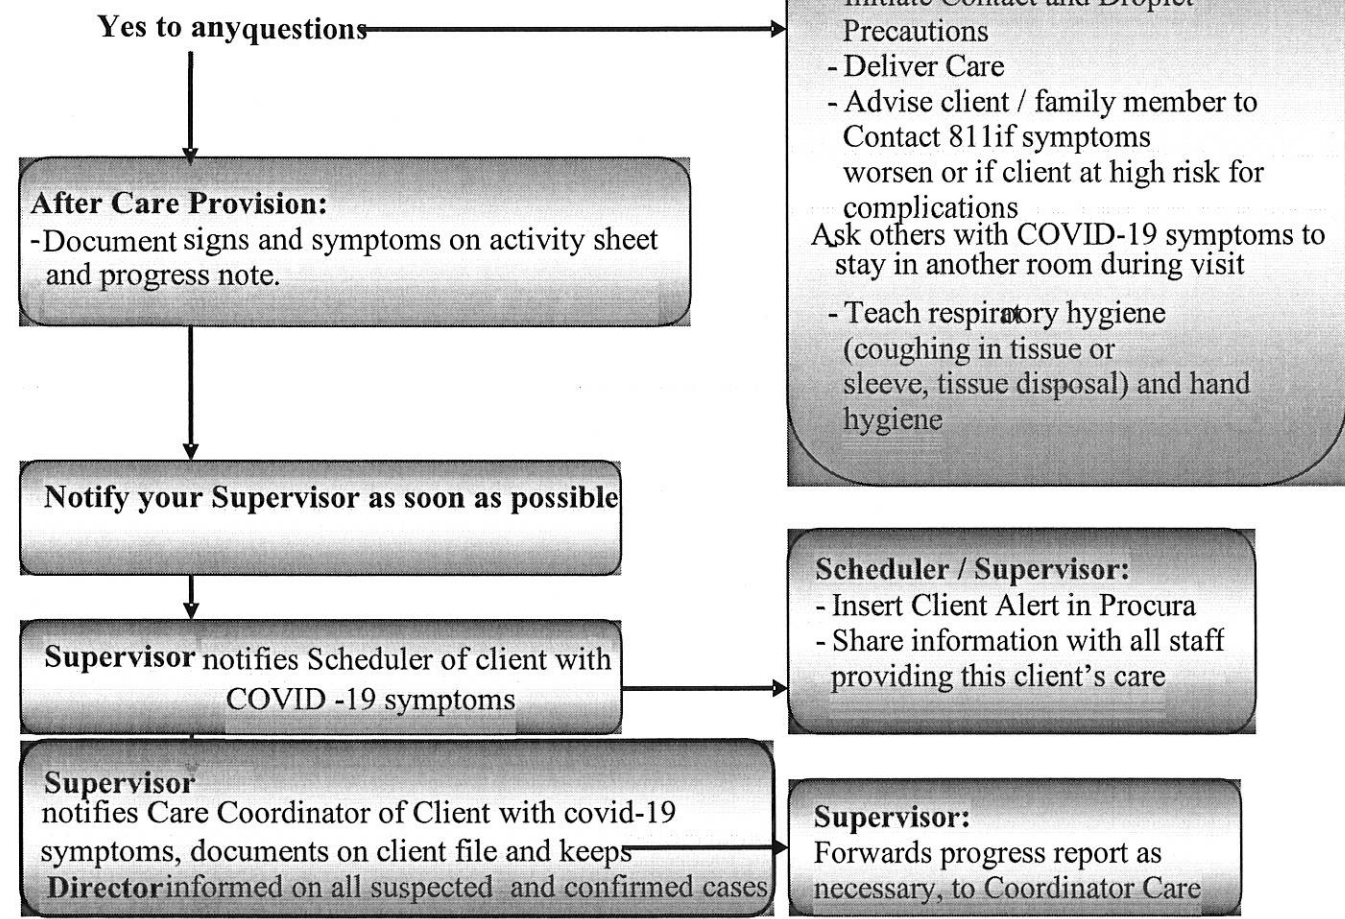 Yes to anyquestions
Initiate Contact and Droplet
Precautions
- Deliver Care
- Advise client / family member to
Contact 811if symptoms
worsen or if client at high risk for
complications
Ask others with COVID-19 symptoms to
stay in another room during visit
- Teach respiratory hygiene
(coughing in tissue or
sleeve, tissue disposal) and hand
hygiene
After Care Provision:
-Document signs and symptoms on activity sheet
and progress note.
Notify your Supervisor as soon as possible
Supervisor notifies Scheduler of client with
COVID -19 symptoms
Scheduler / Supervisor:
- Insert Client Alert in Procura
- Share information with all staff
providing this client's care
Supervisor
notifies Care Coordinator of Client with covid-19
symptoms, documents on client file and keeps
Director informed on all suspected and confirmed cases
Supervisor:
Forwards progress report as
necessary, to Coordinator Care